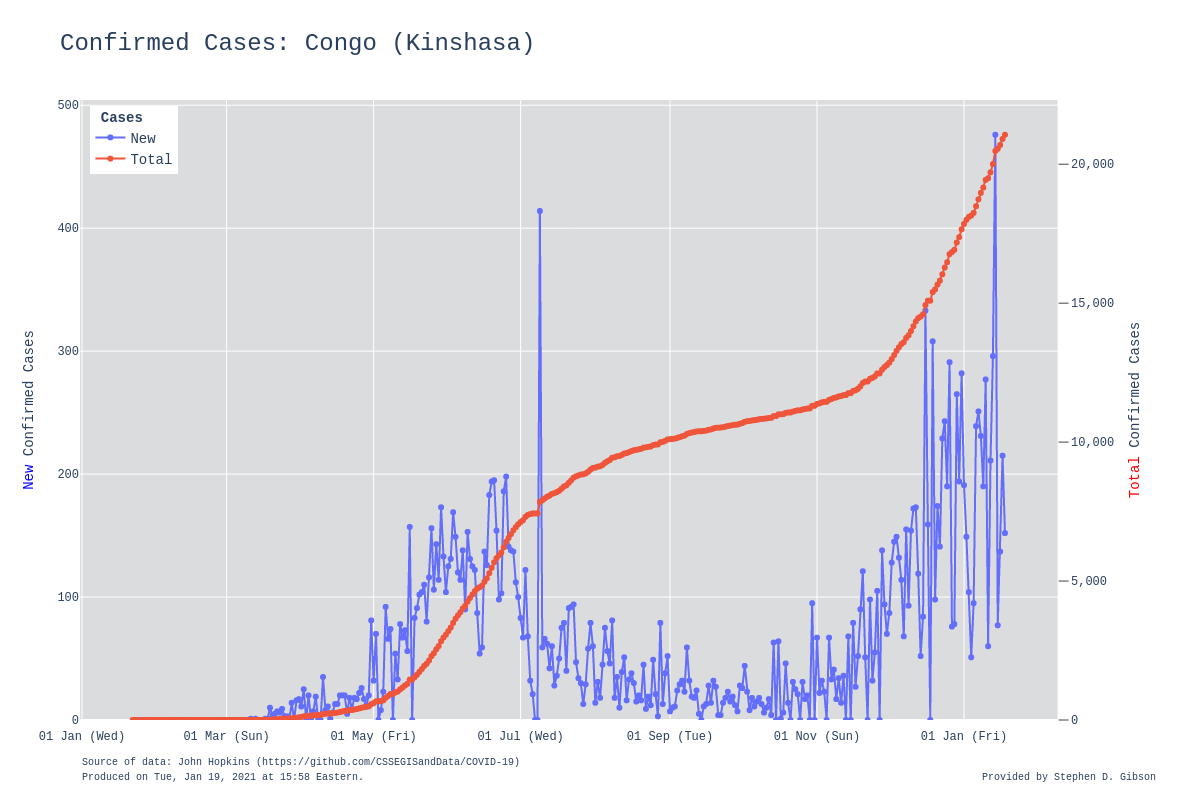 Confirmed Cases: Congo (Kinshasa)
Cases
New
Total
500
400
300
200
100
0
New Confirmed Cases
20,000
15,000
10,000
5,000
0
Total Confirmed Cases
01 Jan (Wed) 01 Mar (Sun) 01 May (Fri) 01 Jul (Wed) 01 Sep (Tue) 01 Nov (Sun) 01 Jan (Fri)
Source of data: John Hopkins (https://github.com/CSSEGISandData/COVID-19)
Produced on Tue, Jan 19, 2021 at 15:58 Eastern.
Provided by Stephen D. Gibson